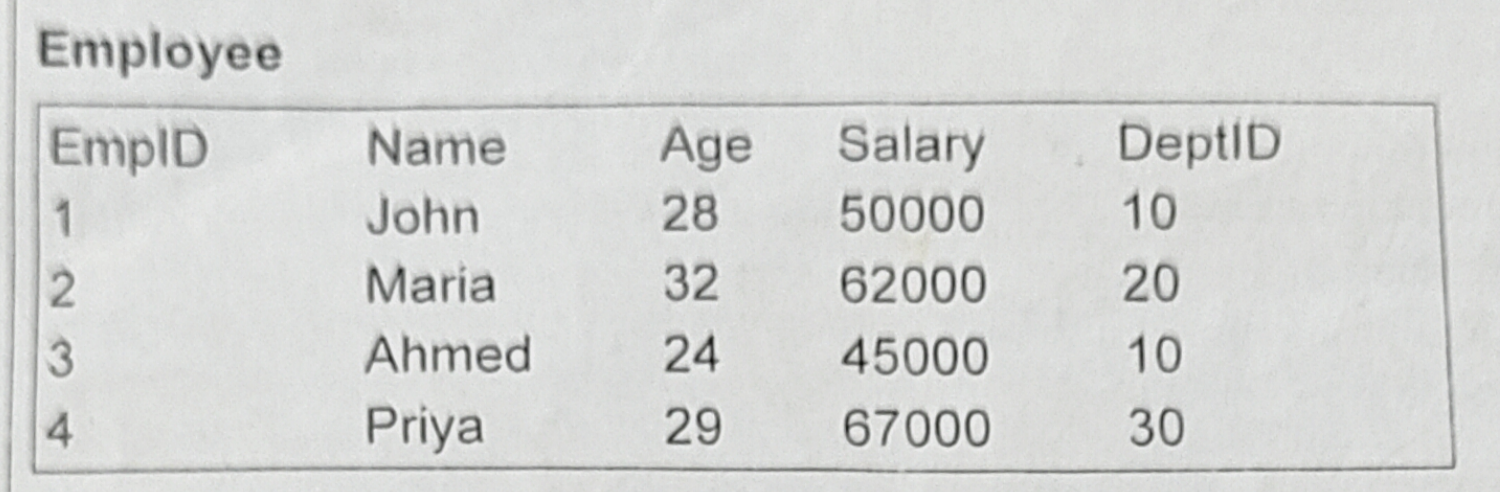 Employee
EmpID Name Age Salary DeptID
1 John 28 50000 10
2 Maria 32 62000 20
3 Ahmed 24 45000 10
4 Priya 29 67000 30